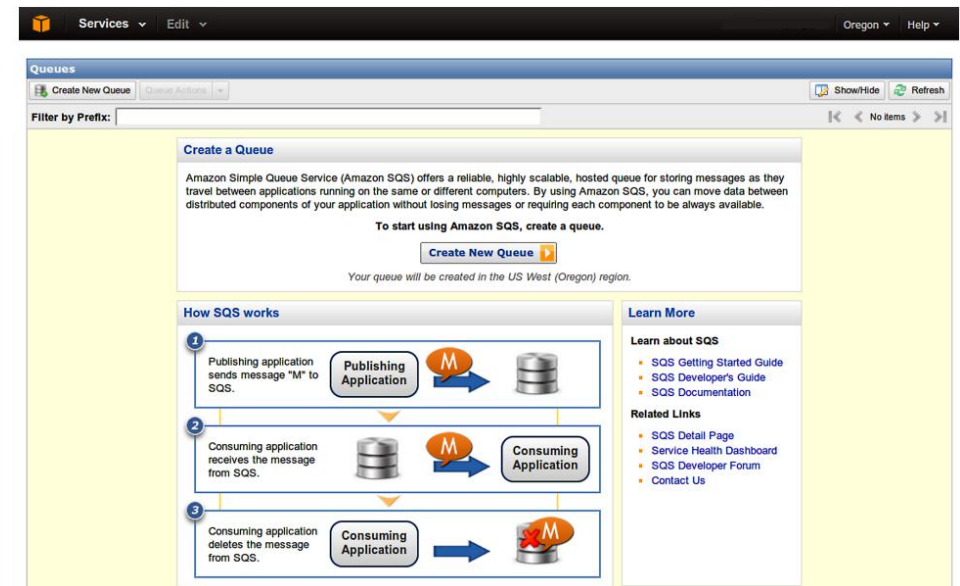 Services Edit Oregon Help
Queues
Create New Queue Queue Actions Show/Hide Refresh
Filter by Prefix: No items
Create a Queue
Amazon Simple Queue Service (Amazon SQS) offers a reliable, highly scalable, hosted queue for storing messages as they
travel between applications running on the same or different computers. By using Amazon SQS, you can move data between
distributed components of your application without losing messages or requiring each component to be always available.
To start using Amazon SQS, create a queue.
Create New Queue
Your queue will be created in the US West (Oregon) region.
How SQS works
1
Publishing application
sends message "M" to
SQS.
Publishing
Application
M
2
Consuming application
receives the message
from SQS.
M
Consuming
Application
3
Consuming application
deletes the message
from SQS.
Consuming
Application
M
Learn More
Learn about SQS
SQS Getting Started Guide
SQS Developer's Guide
SQS Documentation
Related Links
SQS Detail Page
Service Health Dashboard
SQS Developer Forum
Contact Us